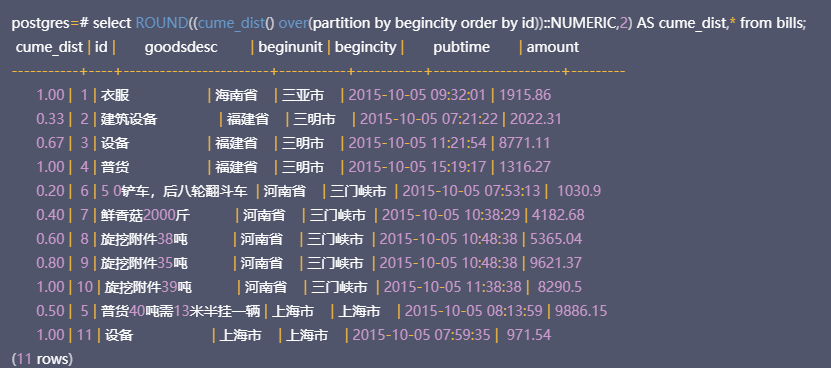 postgres=# select ROUND((cume_dist() over(partition by begincity order by id))::NUMERIC,2) AS cume_dist,* from bills;
cume_dist | id | goodsdesc | beginunit | begincity | pubtime | amount
-----------+----+----------------------+-----------+-----------+---------------------+---------
1.00 | 1 | 衣服 | 海南省 | 三亚市 | 2015-10-05 09:32:01 | 1915.86
0.33 | 2 | 建筑设备 | 福建省 | 三明市 | 2015-10-05 07:21:22 | 2022.31
0.67 | 3 | 设备 | 福建省 | 三明市 | 2015-10-05 11:21:54 | 8771.11
1.00 | 4 | 普货 | 福建省 | 三明市 | 2015-10-05 15:19:17 | 1316.27
0.20 | 6 | 5 0铲车，后八轮翻斗车 | 河南省 | 三门峡市 | 2015-10-05 07:53:13 | 1030.9
0.40 | 7 | 鲜香菇2000斤 | 河南省 | 三门峡市 | 2015-10-05 10:38:29 | 4182.68
0.60 | 8 | 旋挖附件38吨 | 河南省 | 三门峡市 | 2015-10-05 10:48:38 | 5365.04
0.80 | 9 | 旋挖附件35吨 | 河南省 | 三门峡市 | 2015-10-05 10:48:38 | 9621.37
1.00 | 10 | 旋挖附件39吨 | 河南省 | 三门峡市 | 2015-10-05 11:38:38 | 8290.5
0.50 | 5 | 普货40吨需13米半挂一辆 | 上海市 | 上海市 | 2015-10-05 08:13:59 | 9886.15
1.00 | 11 | 设备 | 上海市 | 上海市 | 2015-10-05 07:59:35 | 971.54
(11 rows)